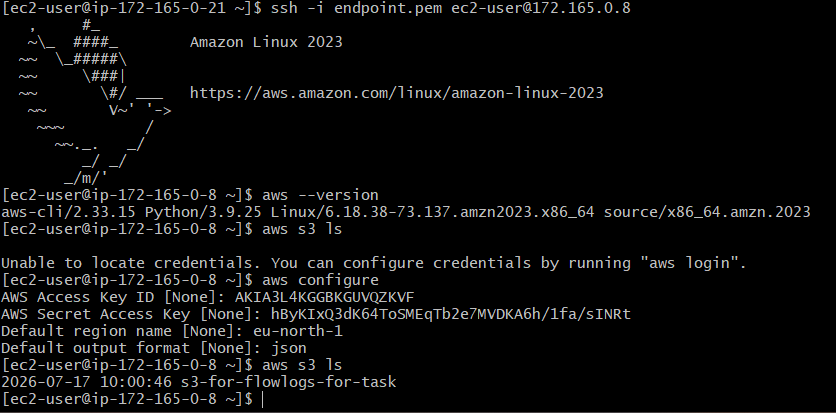 [ec2-user@ip-172-165-0-21 ~]$ ssh -i endpoint.pem ec2-user@172.165.0.8
   ,     #_
   ~\_  ####_        Amazon Linux 2023
  ~~  \_#####\
  ~~     \###|
  ~~       \#/ ___   https://aws.amazon.com/linux/amazon-linux-2023
   ~~       V~' '->
    ~~~         /
      ~~._.   _/
         _/ _/
       _/m/'
[ec2-user@ip-172-165-0-8 ~]$ aws --version
aws-cli/2.33.15 Python/3.9.25 Linux/6.18.38-73.137.amzn2023.x86_64 source/x86_64.amzn.2023
[ec2-user@ip-172-165-0-8 ~]$ aws s3 ls
Unable to locate credentials. You can configure credentials by running "aws login".
[ec2-user@ip-172-165-0-8 ~]$ aws configure
AWS Access Key ID [None]: AKIA3L4KGGBKGUVQZKVF
AWS Secret Access Key [None]: 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
Default region name [None]: eu-north-1
Default output format [None]: json
[ec2-user@ip-172-165-0-8 ~]$ aws s3 ls
2026-07-17 10:00:46 s3-for-flowlogs-for-task
[ec2-user@ip-172-165-0-8 ~]$